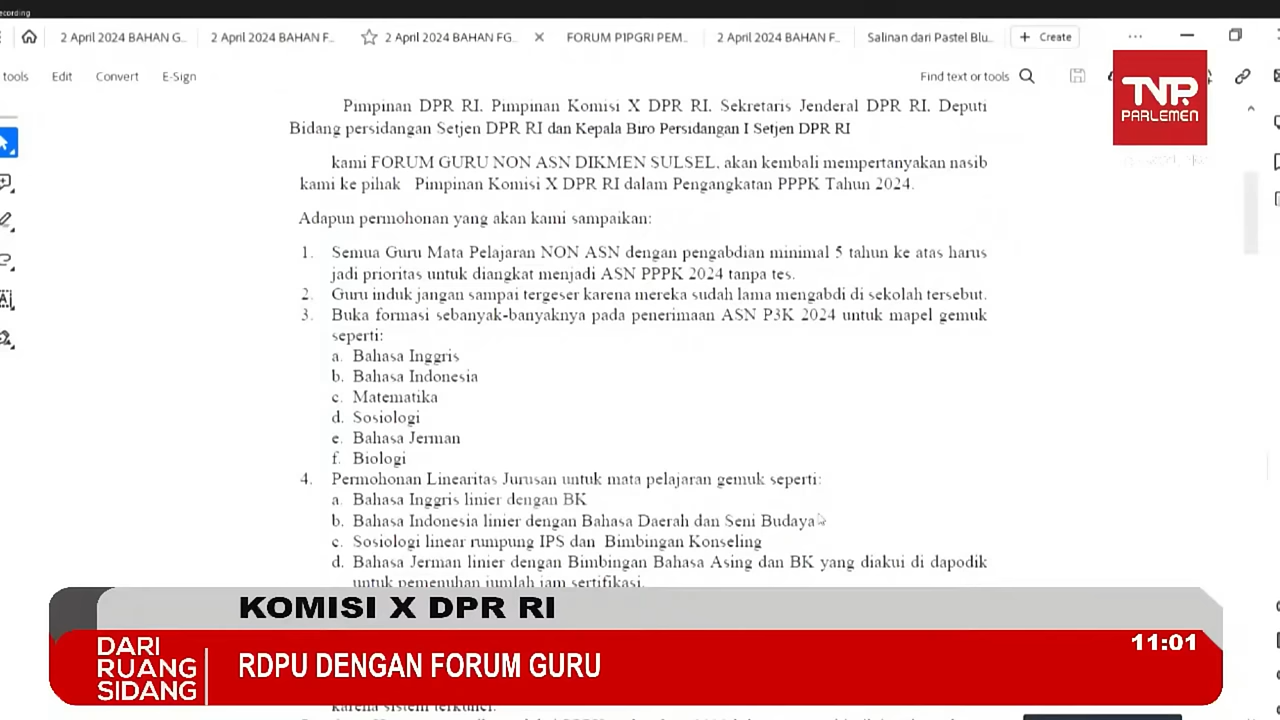 ecording
2 April 2024 BAHAN G...
2 April 2024 BAHAN F...
2 April 2024 BAHAN FG...
FORUM P1PGRI PEM...
2 April 2024 BAHAN F...
Salinan dari Pastel Blu...
+ Create
tools
Edit
Convert
E-Sign
Find text or tools
TVR
PARLEMEN
Pimpinan DPR RI. Pimpinan Komisi X DPR RI. Sekretaris Jenderal DPR RI. Deputi
Bidang persidangan Setjen DPR RI dan Kepala Biro Persidangan I Setjen DPR RI
kami FORUM GURU NON ASN DIKMEN SULSEL, akan kembali mempertanyakan nasib
kami ke pihak Pimpinan Komisi X DPR RI dalam Pengangkatan PPPK Tahun 2024.
Adapun permohonan yang akan kami sampaikan:
1. Semua Guru Mata Pelajaran NON ASN dengan pengabdian minimal 5 tahun ke atas harus
jadi prioritas untuk diangkat menjadi ASN PPPK 2024 tanpa tes.
2. Guru induk jangan sampai tergeser karena mereka sudah lama mengabdi di sekolah tersebut.
3. Buka formasi sebanyak-banyaknya pada penerimaan ASN P3K 2024 untuk mapel gemuk
seperti:
a. Bahasa Inggris
b. Bahasa Indonesia
c. Matematika
d. Sosiologi
e. Bahasa Jerman
f. Biologi
4. Permohonan Linearitas Jurusan untuk mata pelajaran gemuk seperti:
a. Bahasa Inggris linier dengan BK
b. Bahasa Indonesia linier dengan Bahasa Daerah dan Seni Budaya
c. Sosiologi linear rumpung IPS dan Bimbingan Konseling
d. Bahasa Jerman linier dengan Bimbingan Bahasa Asing dan BK yang diakui di dapodik
untuk pemenuhan jumlah jam sertifikasi.
KOMISI X DPR RI
DARI
RUANG
SIDANG
RDPU DENGAN FORUM GURU
11:01
karena sistem terkunci.